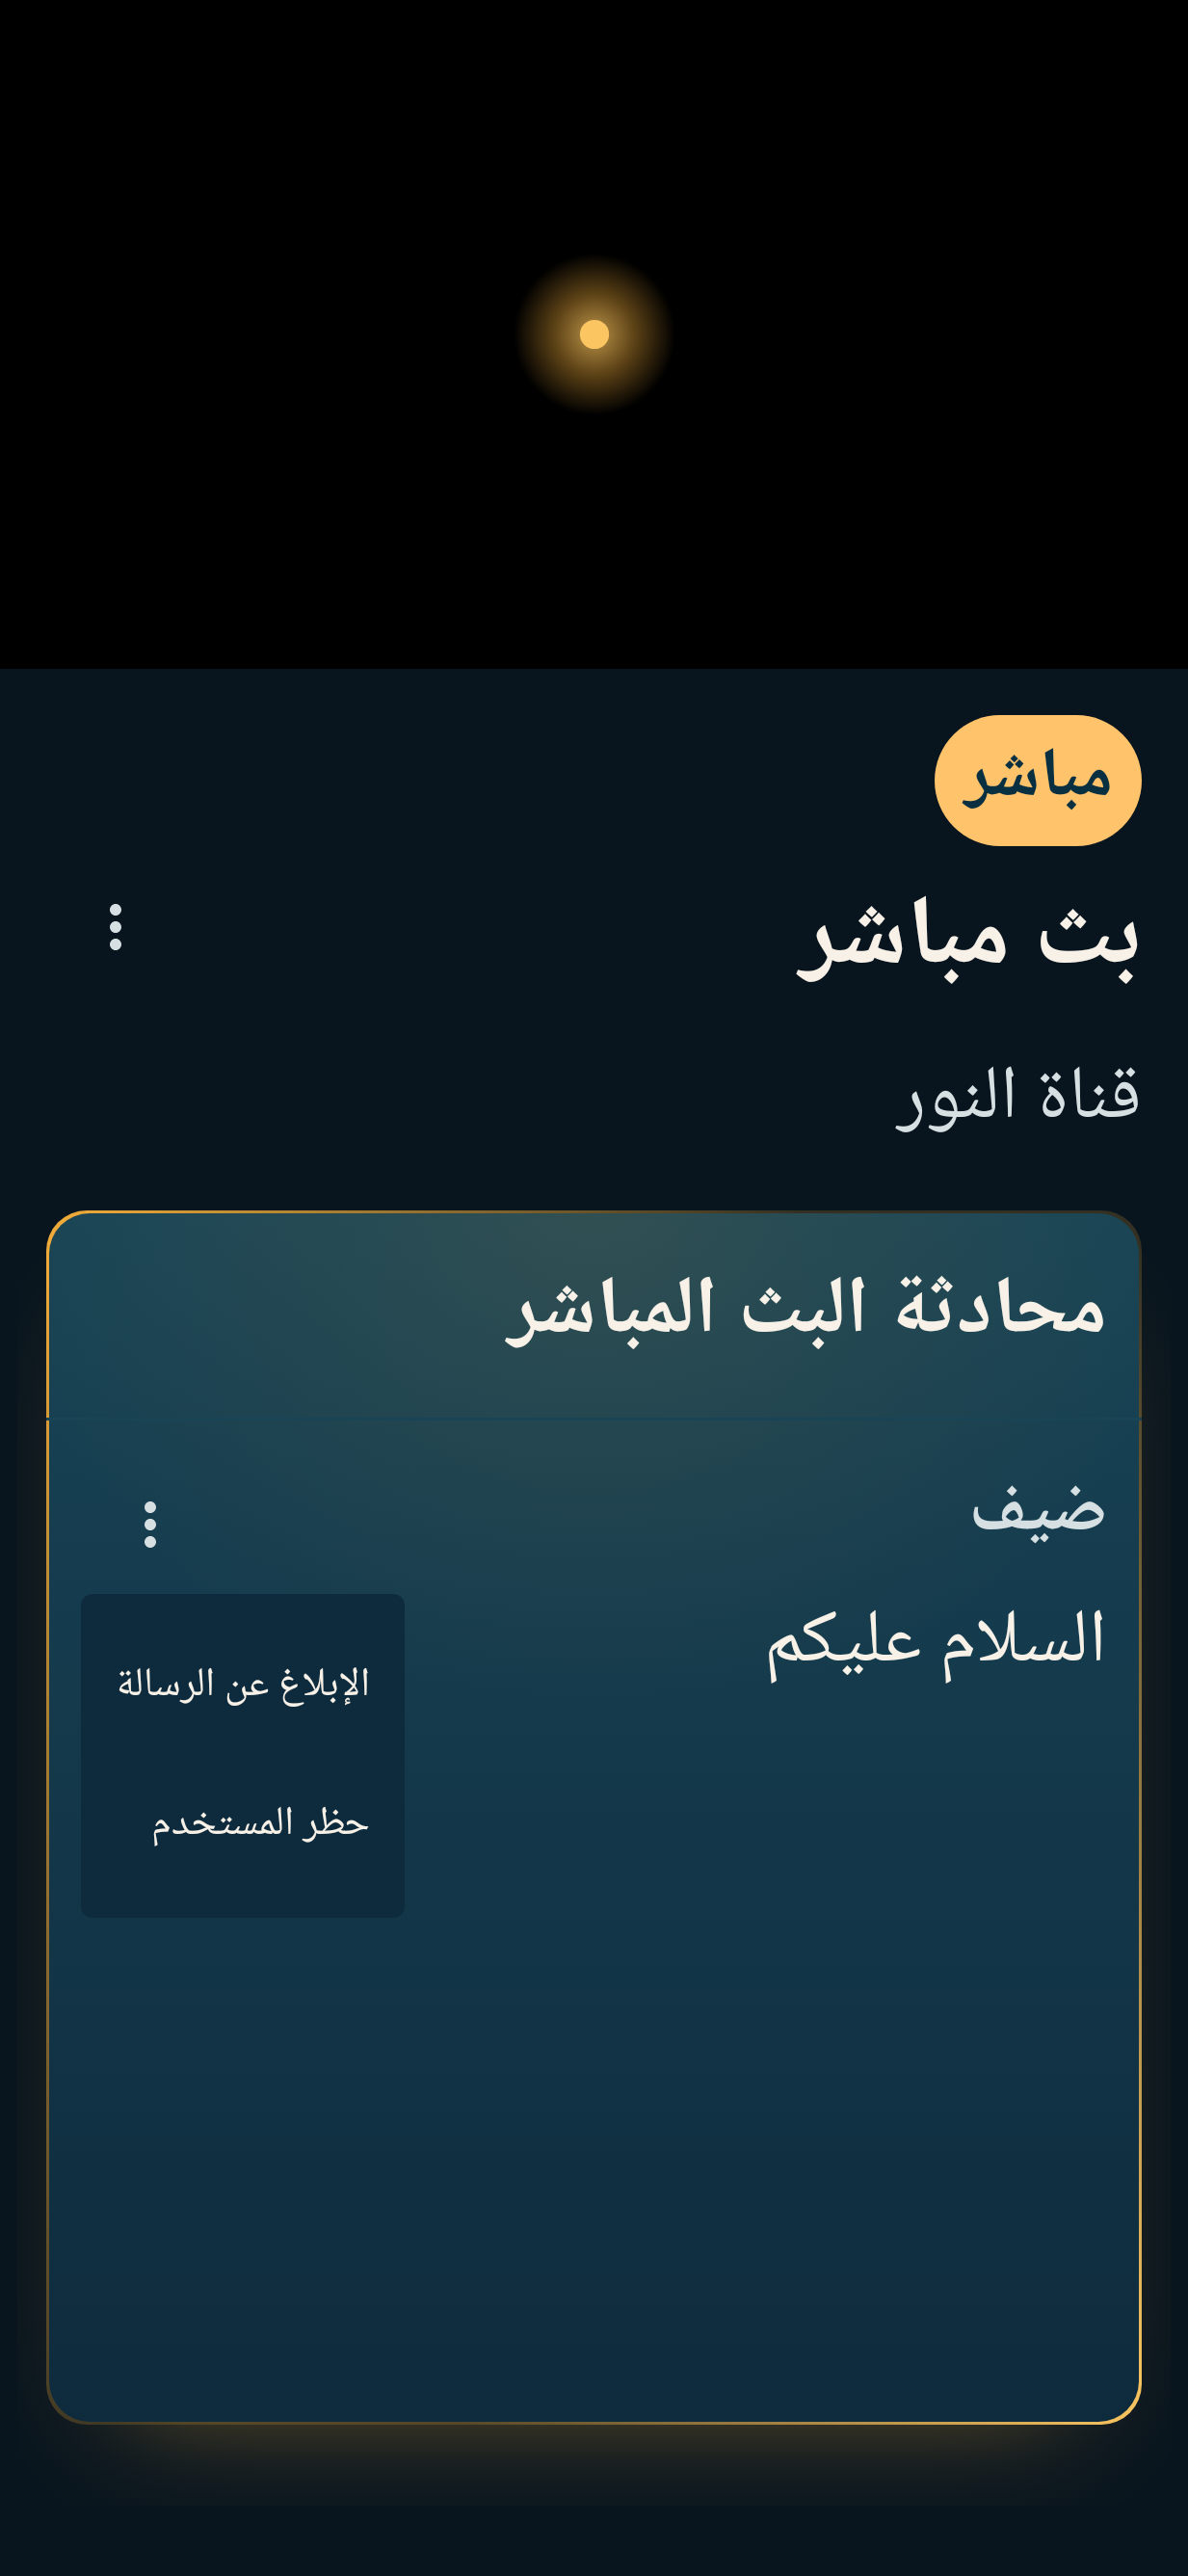 مباشر
بث مباشر
قناة النور
محادثة البث المباشر
ضيف
السلام عليكم
الإبلاغ عن الرسالة
حظر المستخدم